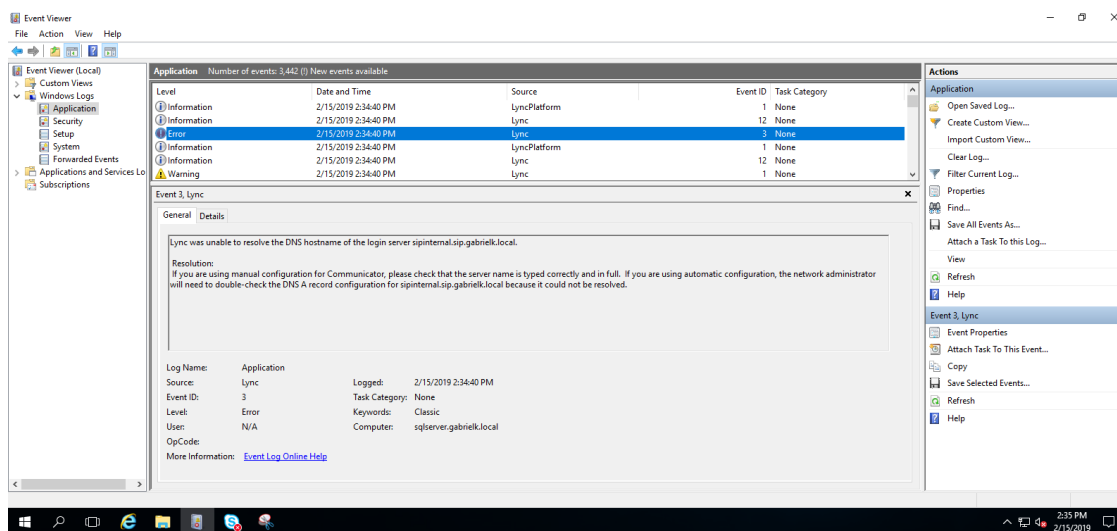 Event Viewer
File Action View Help
Event Viewer (Local)
Custom Views
Windows Logs
Application
Security
Setup
System
Forwarded Events
Applications and Services Lo
Subscriptions
Application Number of events: 3,442 (!) New events available
Level Date and Time Source Event ID Task Category
Information 2/15/2019 2:34:40 PM LyncPlatform 1 None
Information 2/15/2019 2:34:40 PM Lync 12 None
Error 2/15/2019 2:34:40 PM Lync 3 None
Information 2/15/2019 2:34:40 PM LyncPlatform 1 None
Information 2/15/2019 2:34:40 PM Lync 12 None
Warning 2/15/2019 2:34:40 PM Lync 1 None
Event 3, Lync
General Details
Lync was unable to resolve the DNS hostname of the login server sipinternal.sip.gabrielk.local.
Resolution:
If you are using manual configuration for Communicator, please check that the server name is typed correctly and in full. If you are using automatic configuration, the network administrator
will need to double-check the DNS A record configuration for sipinternal.sip.gabrielk.local because it could not be resolved.
Log Name: Application
Source: Lync Logged: 2/15/2019 2:34:40 PM
Event ID: 3 Task Category: None
Level: Error Keywords: Classic
User: N/A Computer: sqlserver.gabrielk.local
OpCode:
More Information: Event Log Online Help
Actions
Application
Open Saved Log...
Create Custom View...
Import Custom View...
Clear Log...
Filter Current Log...
Properties
Find...
Save All Events As...
Attach a Task To this Log...
View
Refresh
Help
Event 3, Lync
Event Properties
Attach Task To This Event...
Copy
Save Selected Events...
Refresh
Help
2:35 PM
2/15/2019